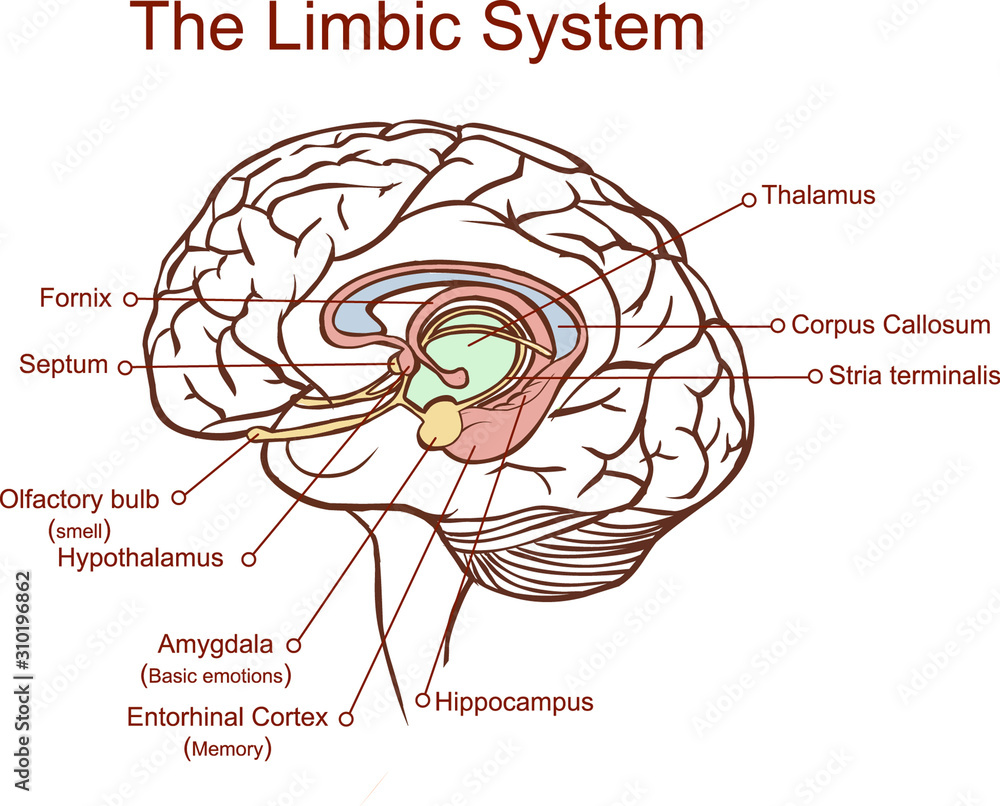 The Limbic System
Thalamus
Fornix
Corpus Callosum
Septum
Stria terminalis
Olfactory bulb
(smell)
Hypothalamus
Amygdala
(Basic emotions)
Hippocampus
Entorhinal Cortex
(Memory)
Adobe Stock
310196862